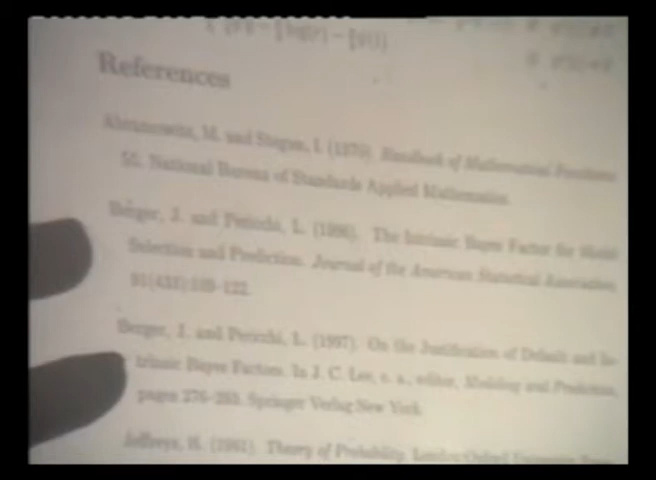 References
Abramowitz, M. and Stegun, I. (1970). Handbook of Mathematical Functions
55. National Bureau of Standards Applied Mathematics.
Berger, J. and Pericchi, L. (1996). The Intrinsic Bayes Factor for Model
Selection and Prediction. Journal of the American Statistical Association,
91(433):109–122.
Berger, J. and Pericchi, L. (1997). On the Justification of Default and In-
trinsic Bayes Factors. In J. C. Lee, e. a., editor, Modeling and Prediction,
pages 276–293. Springer Verlag New York.
Jeffreys, H. (1961). Theory of Probability. London: Oxford University